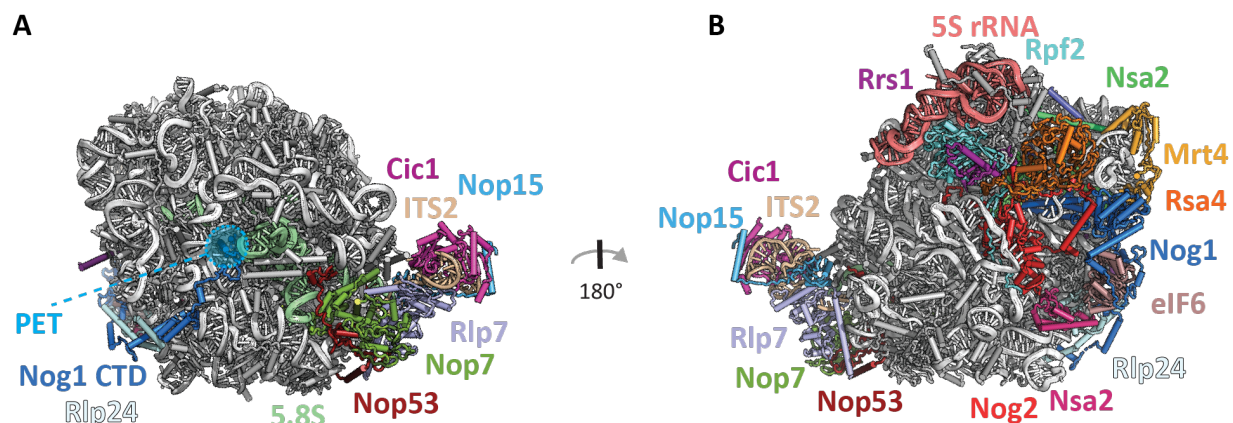 A
Cic1
Nop15
ITS2
PET
Rlp7
Nop7
Nog1 CTD
Nop53
Rlp24
5.8S
180°
B
5S rRNA
Rpf2
Rrs1
Nsa2
Mrt4
Cic1
ITS2
Rsa4
Nop15
Nog1
eIF6
Rlp7
Rlp24
Nop7
Nop53
Nog2
Nsa2